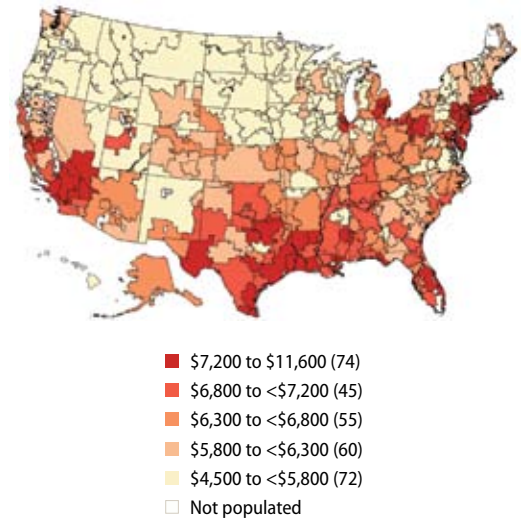 $7,200 to $11,600 (74)
$6,800 to <$7,200 (45)
$6,300 to <$6,800 (55)
$5,800 to <$6,300 (60)
$4,500 to <$5,800 (72)
Not populated